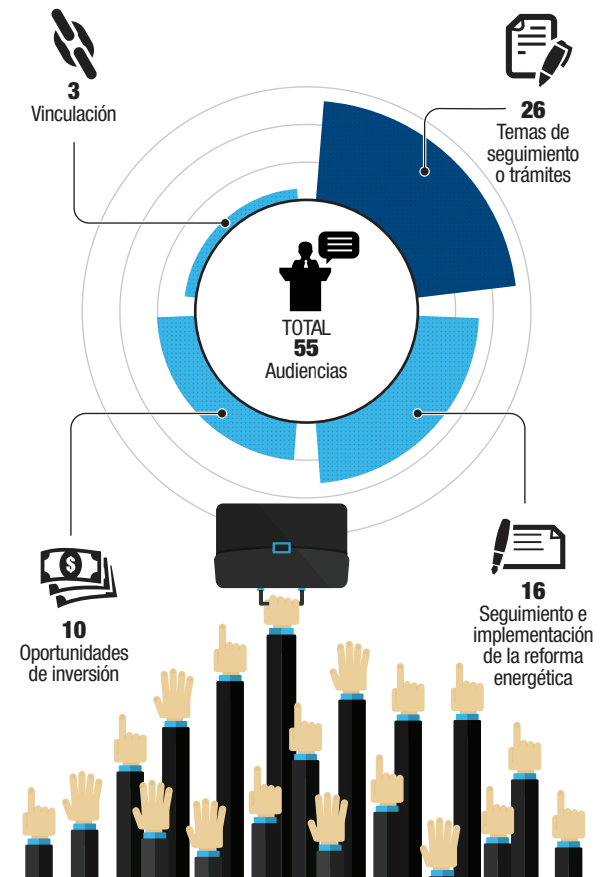 3
Vinculación
26
Temas de
seguimiento
o trámites
TOTAL
55
Audiencias
10
Oportunidades
de inversión
16
Seguimiento e
implementación
de la reforma
energética